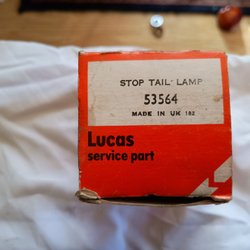 STOP TAIL LAMP
53564
MADE IN UK 182
Lucas
service part